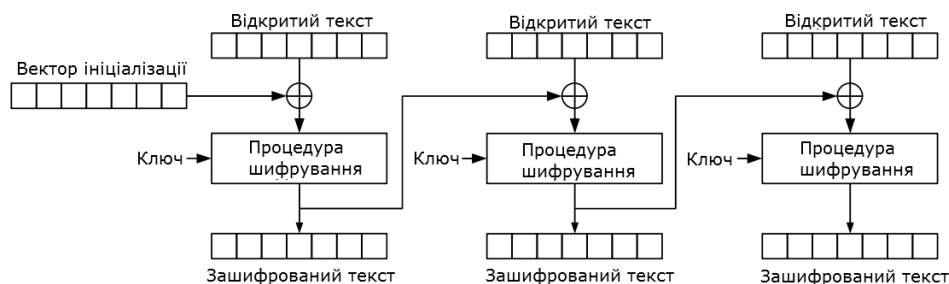 Відкритий текст
Відкритий текст
Відкритий текст
Вектор ініціалізації
Ключ
Процедура
шифрування
Ключ
Процедура
шифрування
Ключ
Процедура
шифрування
Зашифрований текст
Зашифрований текст
Зашифрований текст